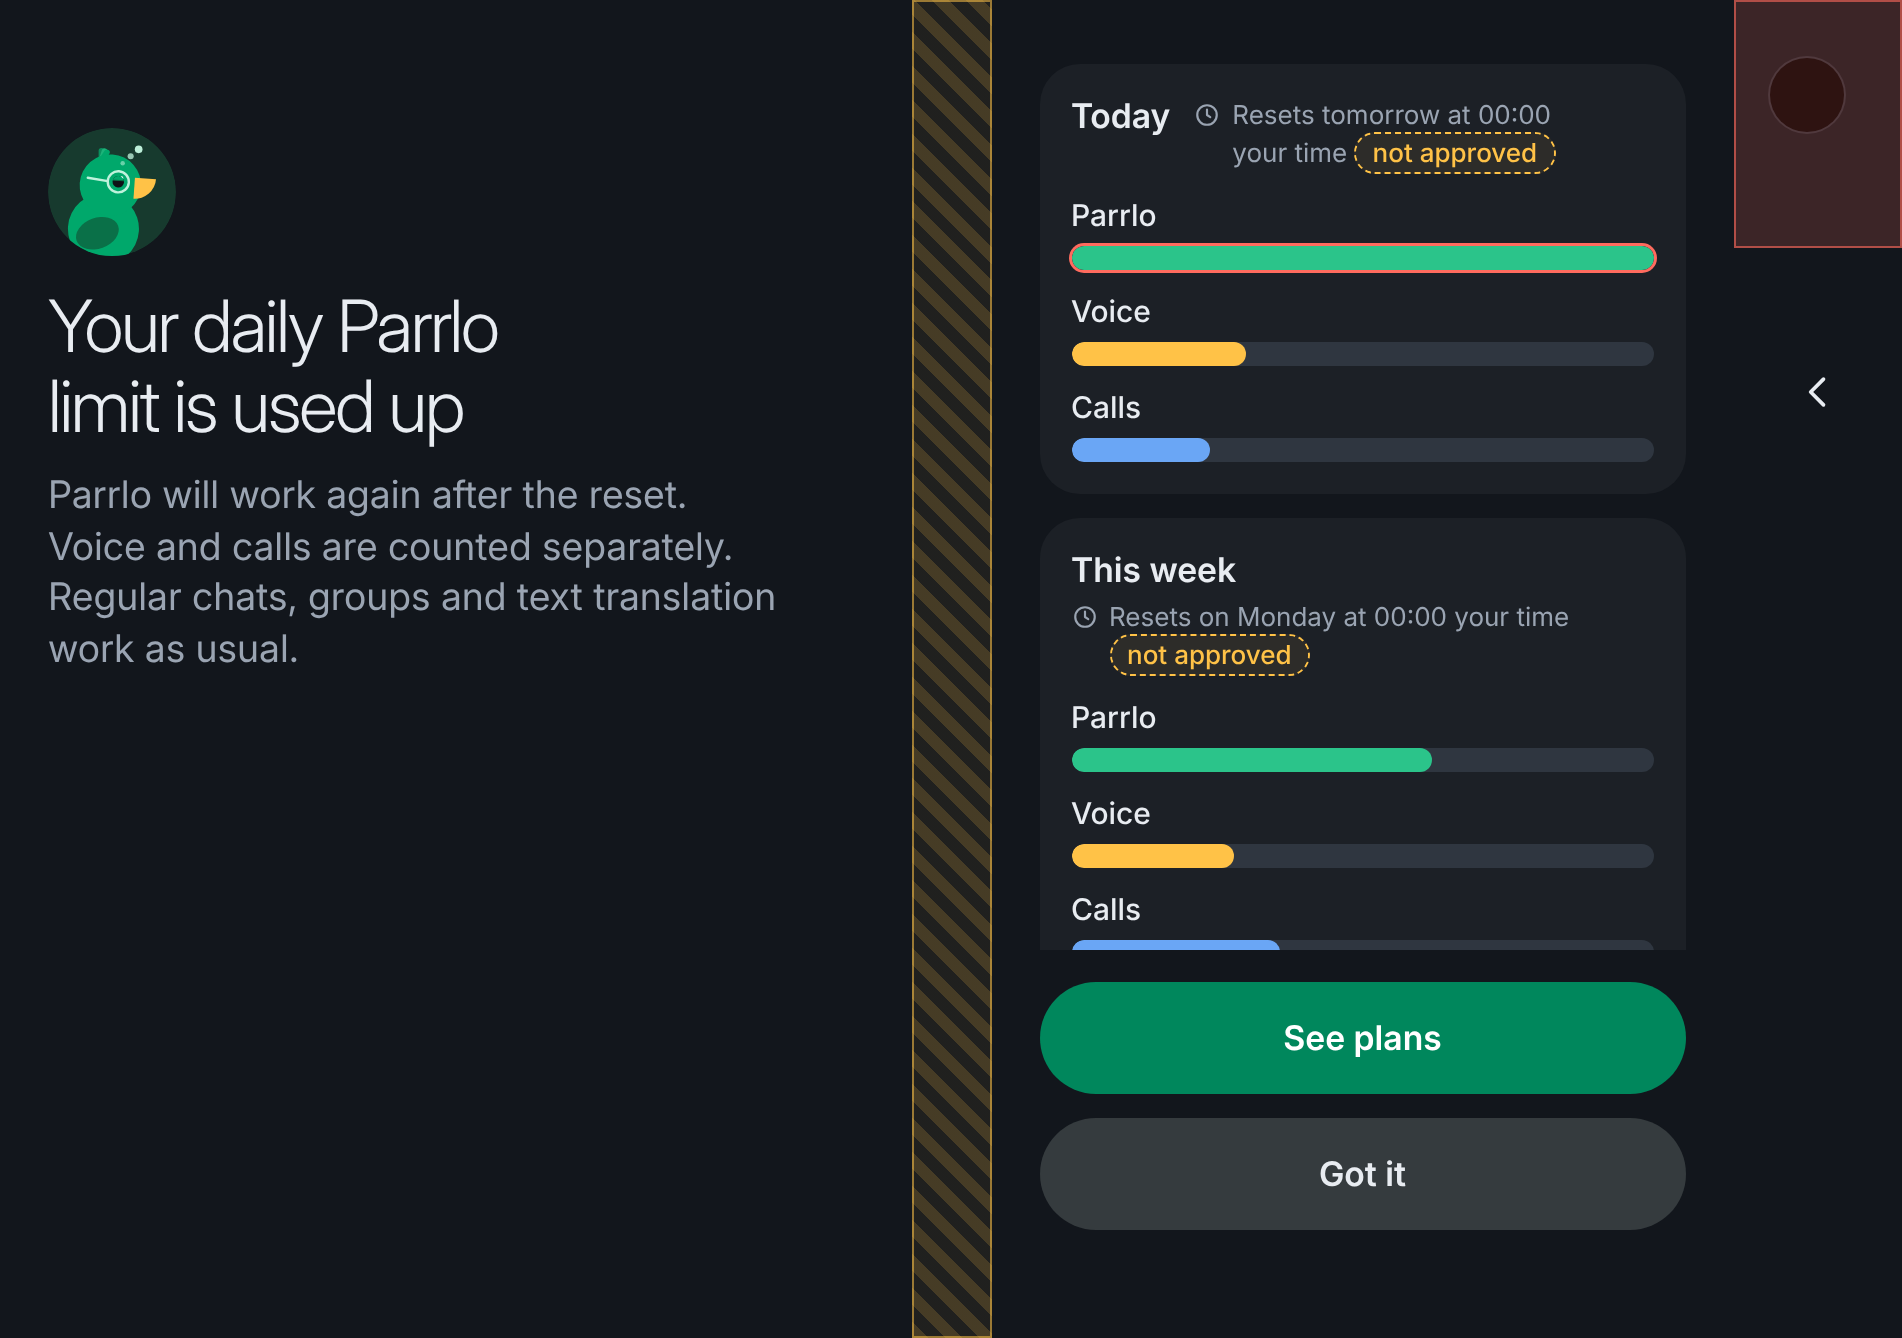 Your daily Parrlo
limit is used up
Parrlo will work again after the reset.
Voice and calls are counted separately.
Regular chats, groups and text translation
work as usual.
Today
Resets tomorrow at 00:00
your time not approved
Parrlo
Voice
Calls
This week
Resets on Monday at 00:00 your time
not approved
Parrlo
Voice
Calls
See plans
Got it